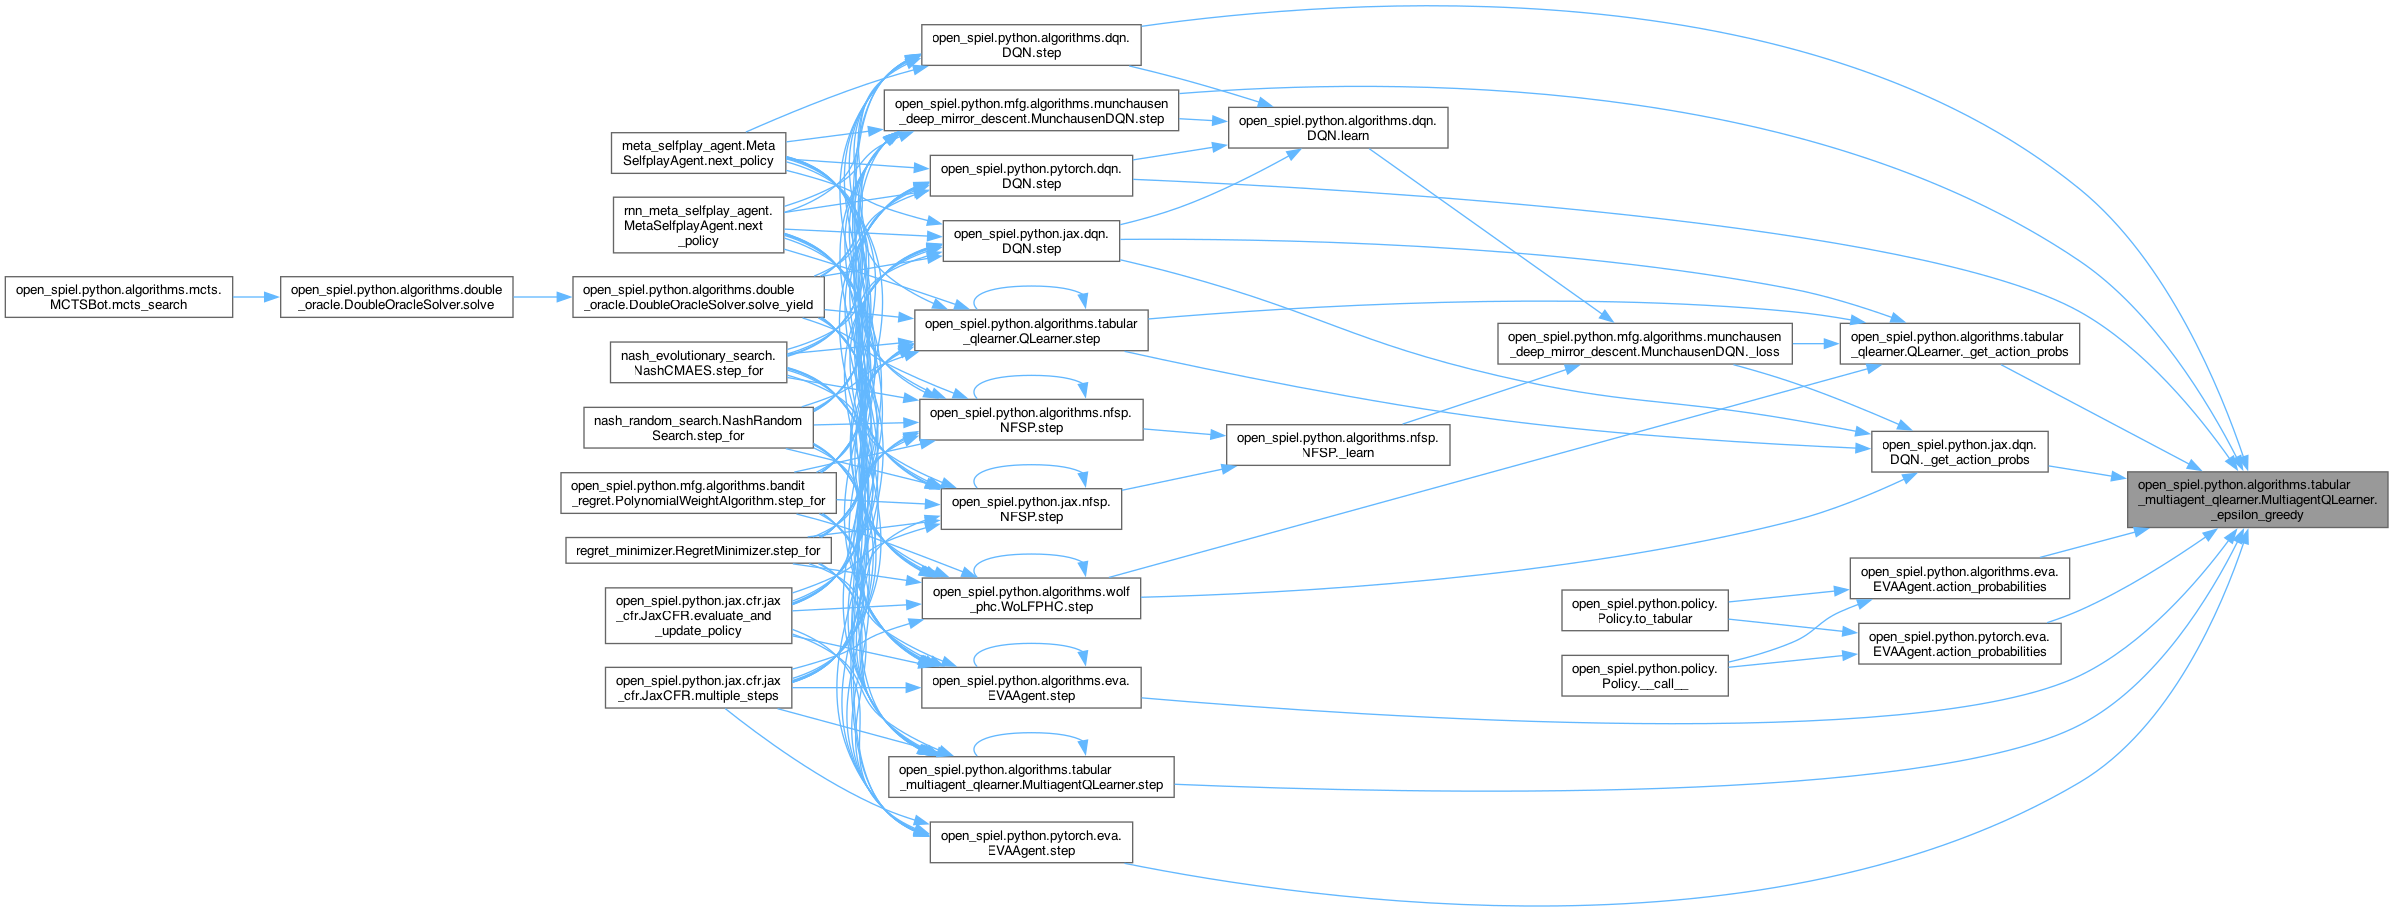 open_spiel.python.algorithms.mcts.
MCTSBot.mcts_search
open_spiel.python.algorithms.double
_oracle.DoubleOracleSolver.solve
meta_selfplay_agent.Meta
SelfplayAgent.next_policy
rnn_meta_selfplay_agent.
MetaSelfplayAgent.next
_policy
open_spiel.python.algorithms.double
_oracle.DoubleOracleSolver.solve_yield
nash_evolutionary_search.
NashCMAES.step_for
nash_random_search.NashRandom
Search.step_for
open_spiel.python.mfg.algorithms.bandit
_regret.PolynomialWeightAlgorithm.step_for
regret_minimizer.RegretMinimizer.step_for
open_spiel.python.jax.cfr.jax
_cfr.JaxCFR.evaluate_and
_update_policy
open_spiel.python.jax.cfr.jax
_cfr.JaxCFR.multiple_steps
open_spiel.python.algorithms.dqn.
DQN.step
open_spiel.python.mfg.algorithms.munchausen
_deep_mirror_descent.MunchausenDQN.step
open_spiel.python.pytorch.dqn.
DQN.step
open_spiel.python.jax.dqn.
DQN.step
open_spiel.python.algorithms.tabular
_qlearner.QLearner.step
open_spiel.python.algorithms.nfsp.
NFSP.step
open_spiel.python.jax.nfsp.
NFSP.step
open_spiel.python.algorithms.wolf
_phc.WoLFPHC.step
open_spiel.python.algorithms.eva.
EVAAgent.step
open_spiel.python.algorithms.tabular
_multiagent_qlearner.MultiagentQLearner.step
open_spiel.python.pytorch.eva.
EVAAgent.step
open_spiel.python.algorithms.dqn.
DQN.learn
open_spiel.python.algorithms.nfsp.
NFSP._learn
open_spiel.python.mfg.algorithms.munchausen
_deep_mirror_descent.MunchausenDQN._loss
open_spiel.python.policy.
Policy.to_tabular
open_spiel.python.policy.
Policy.__call__
open_spiel.python.algorithms.tabular
_qlearner.QLearner._get_action_probs
open_spiel.python.jax.dqn.
DQN._get_action_probs
open_spiel.python.algorithms.eva.
EVAAgent.action_probabilities
open_spiel.python.pytorch.eva.
EVAAgent.action_probabilities
open_spiel.python.algorithms.tabular
_multiagent_qlearner.MultiagentQLearner.
_epsilon_greedy